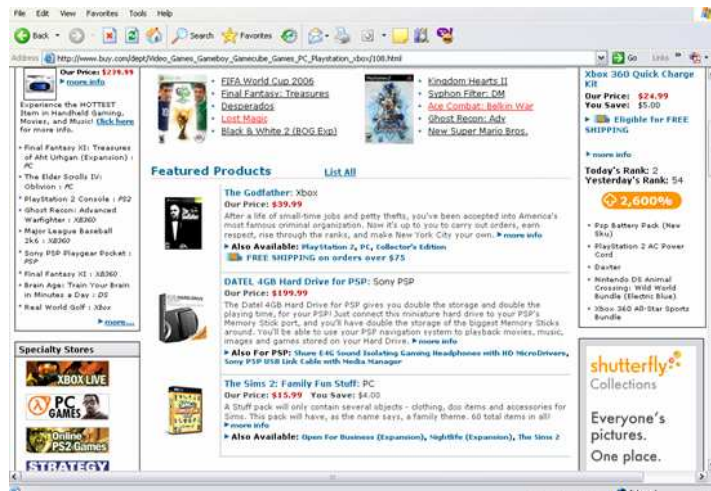 File Edit View Favorites Tools Help
Back Search Favorites
Address http://www.buy.com/dept/Video_Games_Gameboy_Gamecube_Games_PC_Playstation_xbox/108.html Go Links
Our Price: $239.99
more info
Experience the HOTTEST
Item in Handheld Gaming,
Movies, and Music! Click here
for more info.
Final Fantasy XI: Treasures
of Aht Urhgan (Expansion) :
PC
The Elder Scrolls IV:
Oblivion : PC
PlayStation 2 Console : PS2
Ghost Recon: Advanced
Warfighter : XB360
Major League Baseball
2k6 : XB360
Sony PSP Playgear Pocket :
PSP
Final Fantasy XI : XB360
Brain Age: Train Your Brain
in Minutes a Day : DS
Real World Golf : Xbox
more...
Specialty Stores
XBOX LIVE
PC
GAMES
Online
PS2 Games
STRATEGY
FIFA World Cup 2006
Final Fantasy: Treasures
Desperados
Lost Magic
Black & White 2 (BOG Exp)
Kingdom Hearts II
Syphon Filter: DM
Ace Combat: Belkin War
Ghost Recon: Adv
New Super Mario Bros.
Featured Products List All
The Godfather: Xbox
Our Price: $39.99
After a life of small-time jobs and petty thefts, you've been accepted into America's
most famous criminal organization. Now it's up to you to carry out orders, earn
respect, rise through the ranks, and make New York City your own. more info
Also Available: PlayStation 2, PC, Collector's Edition
FREE SHIPPING on orders over $75
DATEL 4GB Hard Drive for PSP: Sony PSP
Our Price: $199.99
The Datel 4GB Hard Drive for PSP gives you double the storage and double the
playing time, for your PSP! Just connect this miniature hard drive to your PSP's
Memory Stick port, and you'll have double the storage of the biggest Memory Sticks
around. You'll be able to use your PSP navigation system to playback movies, music,
images and games stored on your Hard Drive. more info
Also For PSP: Share E4G Sound Isolating Gaming Headphones with HD MicroDrivers,
Sony PSP USB Link Cable with Media Manager
The Sims 2: Family Fun Stuff: PC
Our Price: $15.99 You Save: $4.00
A Stuff pack will only contain several objects - clothing, dos items and accessories for
Sims. This pack will have, as the name says, a family theme. 60 total items in all!
more info
Also Available: Open For Business (Expansion), Nightlife (Expansion), The Sims 2
Xbox 360 Quick Charge
Kit
Our Price: $24.99
You Save: $5.00
Eligible for FREE
SHIPPING
more info
Today's Rank: 2
Yesterday's Rank: 54
2,600%
Psp Battery Pack (New
Sku)
PlayStation 2 AC Power
Cord
Daxter
Nintendo DS Animal
Crossing: Wild World
Bundle (Electric Blue)
Xbox 360 All-Star Sports
Bundle
shutterfly
Collections
Everyone's
pictures.
One place.